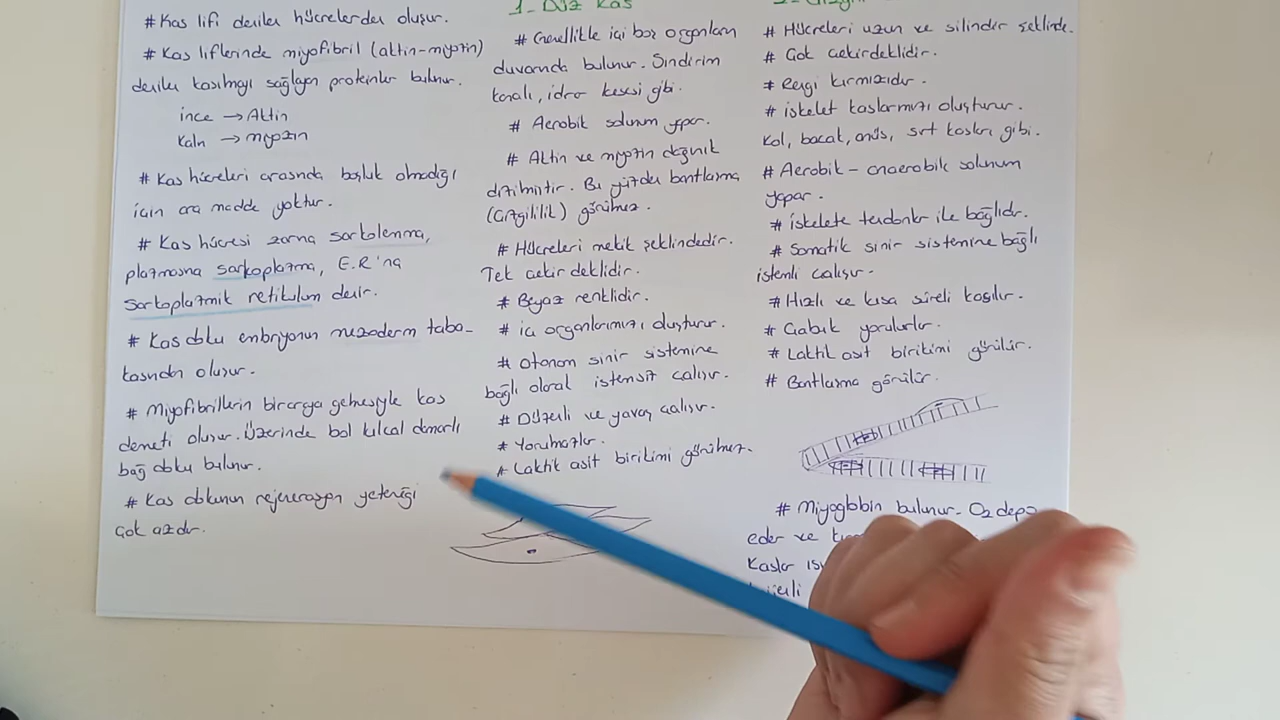 # Kas lifi denilen hücrelerden oluşur.
# Kas liflerinde miyofibril (aktin-miyozin)
denilen kasılmayı sağlayan proteinler bulunur.
ince → Aktin
Kalın → miyozin
# Kas hücreleri arasında boşluk olmadığı
için ara madde yoktur.
# Kas hücresi zarına sarkolemma,
plazmasına sarkoplazma, E.R'na
Sarkoplazmik retikulum denir.
# Kas doku embriyonun mezoderm taba-
kasından oluşur.
# Miyofibrillerin biraraya gelmesiyle kas
demeti oluşur. Üzerinde bol kılcal damarlı
bağ doku bulunur.
# Kas dokunun rejenerasyon yeteneği
çok azdır.
1- Düz kas
# Genellikle içi boş organların
duvarında bulunur. Sindirim
kanalı, idrar kesesi gibi.
# Aerobik solunum yapar.
# Aktin ve miyozin dağınık
dizilmiştir. Bu yüzden bantlaşma
(Çizgililik) görülmez.
# Hücreleri mekik şeklindedir.
Tek çekirdeklidir.
# Beyaz renklidir.
# iç organlarımızı oluşturur.
# Otonom sinir sistemine
bağlı olarak istemsiz çalışır.
# Düzenli ve yavaş çalışır.
# Yorulmazlar.
# Laktik asit birikimi görülmez.
# Hücreleri uzun ve silindir şeklinde.
# Çok çekirdeklidir.
# Rengi kırmızıdır.
# iskelet kaslarımızı oluşturur.
Kol, bacak, anüs, sırt kasları gibi.
# Aerobik - anaerobik solunum
yapar.
# İskelete tendonlar ile bağlıdır.
# Somatik sinir sistemine bağlı
istemli çalışır.
# Hızlı ve kısa süreli kasılır.
# Çabuk yorulurlar.
# Laktik asit birikimi görülür.
# Bantlaşma görülür.
# Miyoglobin bulunur. O2 depo
eder ve
Kaslar